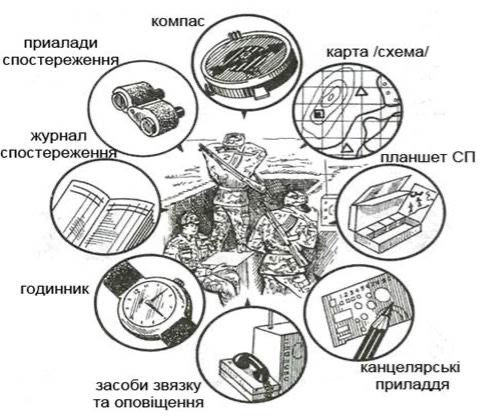 компас
приалади
спостереження
карта /схема/
журнал
спостереження
планшет СП
годинник
канцелярські
приладдя
засоби звязку
та оповіщення